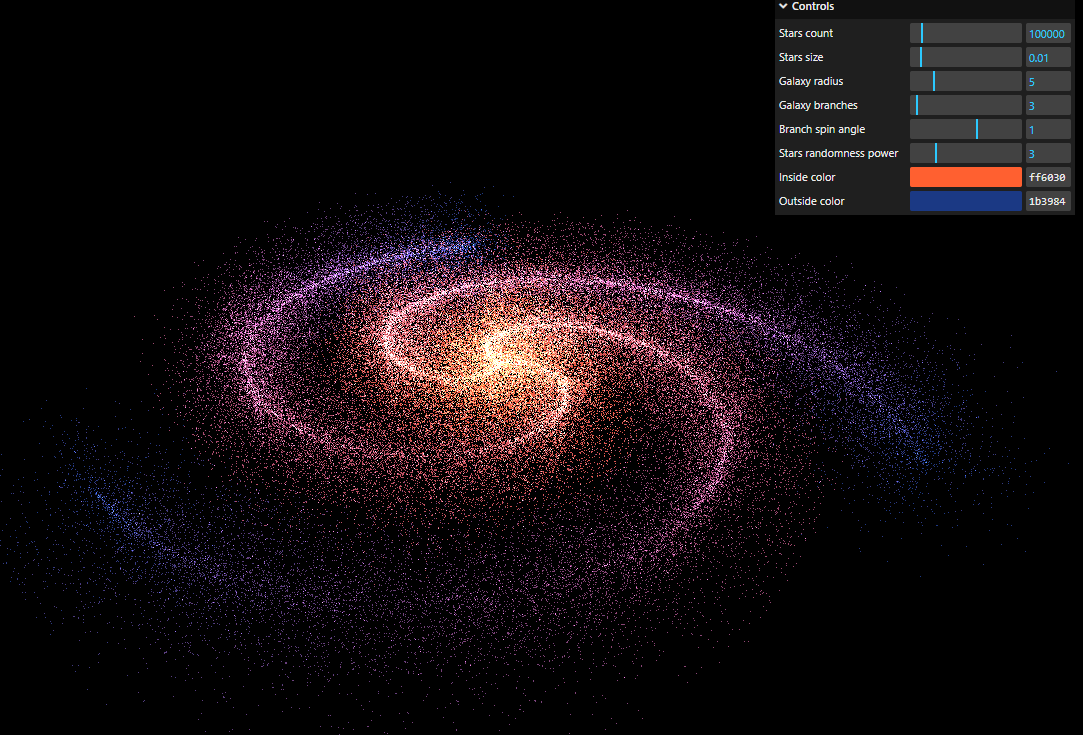 Controls
Stars count 100000
Stars size 0.01
Galaxy radius 5
Galaxy branches 3
Branch spin angle 1
Stars randomness power 3
Inside color ff6030
Outside color 1b3984